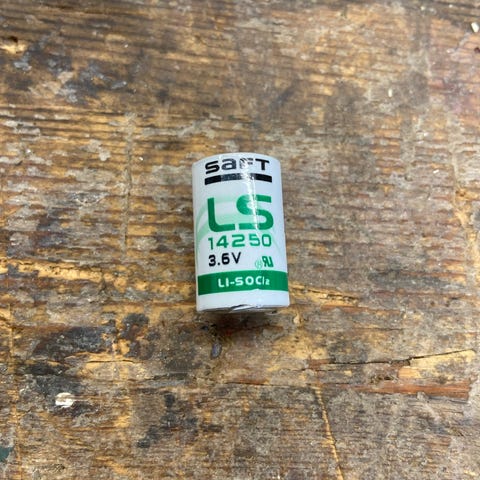 SAFT
LS
14250
3.6V
LI-SOCl₂